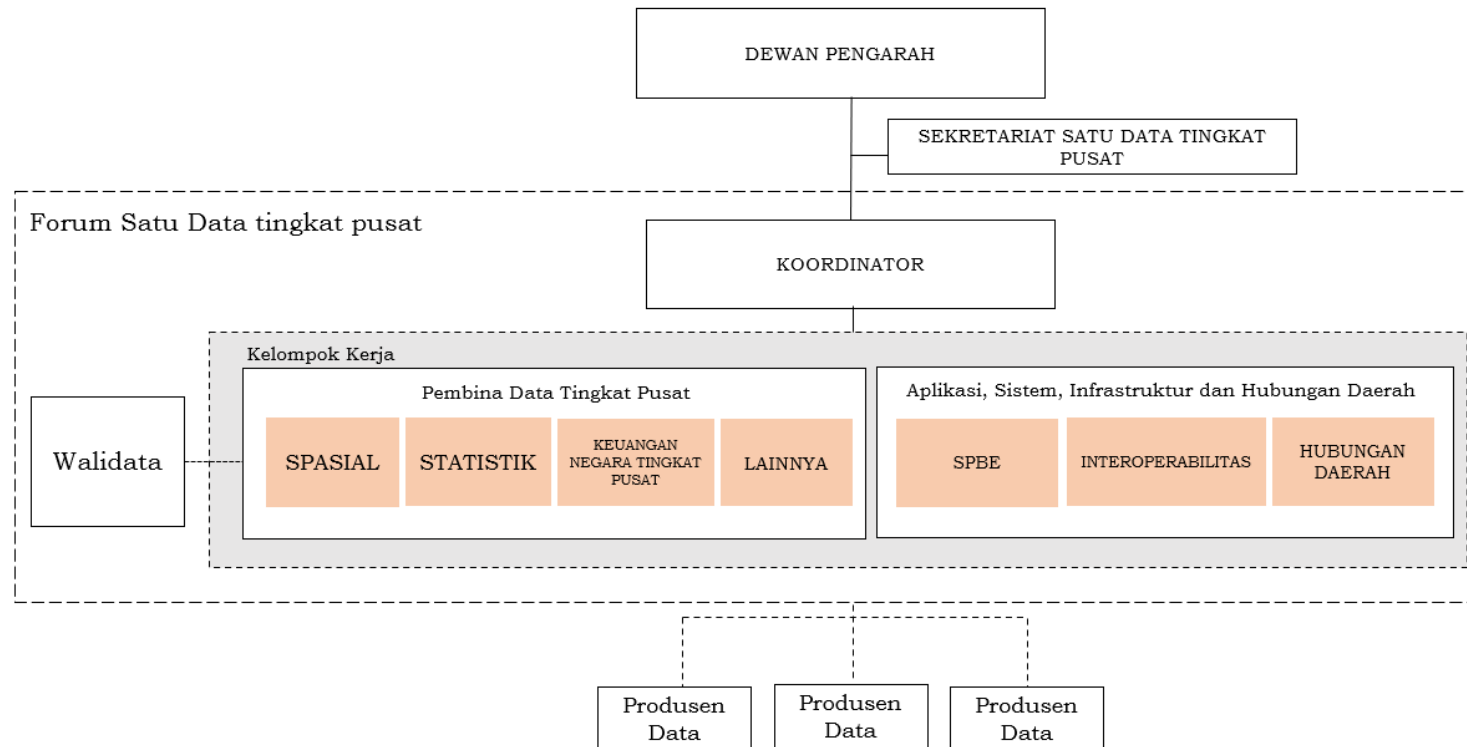 DEWAN PENGARAH
SEKRETARIAT SATU DATA TINGKAT
PUSAT
Forum Satu Data tingkat pusat
KOORDINATOR
Kelompok Kerja
Pembina Data Tingkat Pusat
Aplikasi, Sistem, Infrastruktur dan Hubungan Daerah
Walidata
SPASIAL
STATISTIK
KEUANGAN
NEGARA TINGKAT
PUSAT
LAINNYA
SPBE
INTEROPERABILITAS
HUBUNGAN
DAERAH
Produsen
Data
Produsen
Data
Produsen
Data